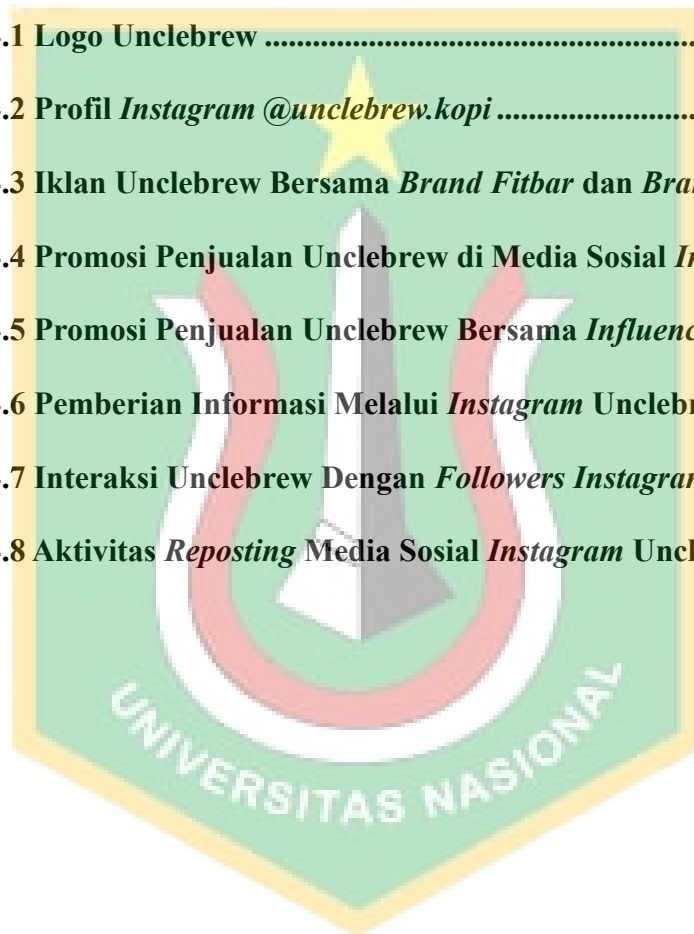 .1 Logo Unclebrew ........................................................
.2 Profil Instagram @unclebrew.kopi .........................
.3 Iklan Unclebrew Bersama Brand Fitbar dan
.4 Promosi Penjualan Unclebrew di Media Sosial
.5 Promosi Penjualan Unclebrew Bersama
.6 Pemberian Informasi Melalui Instagram
.7 Interaksi Unclebrew Dengan Followers
.8 Aktivitas Reposting Media Sosial Instagram
UNIVERSITAS NASIONAL